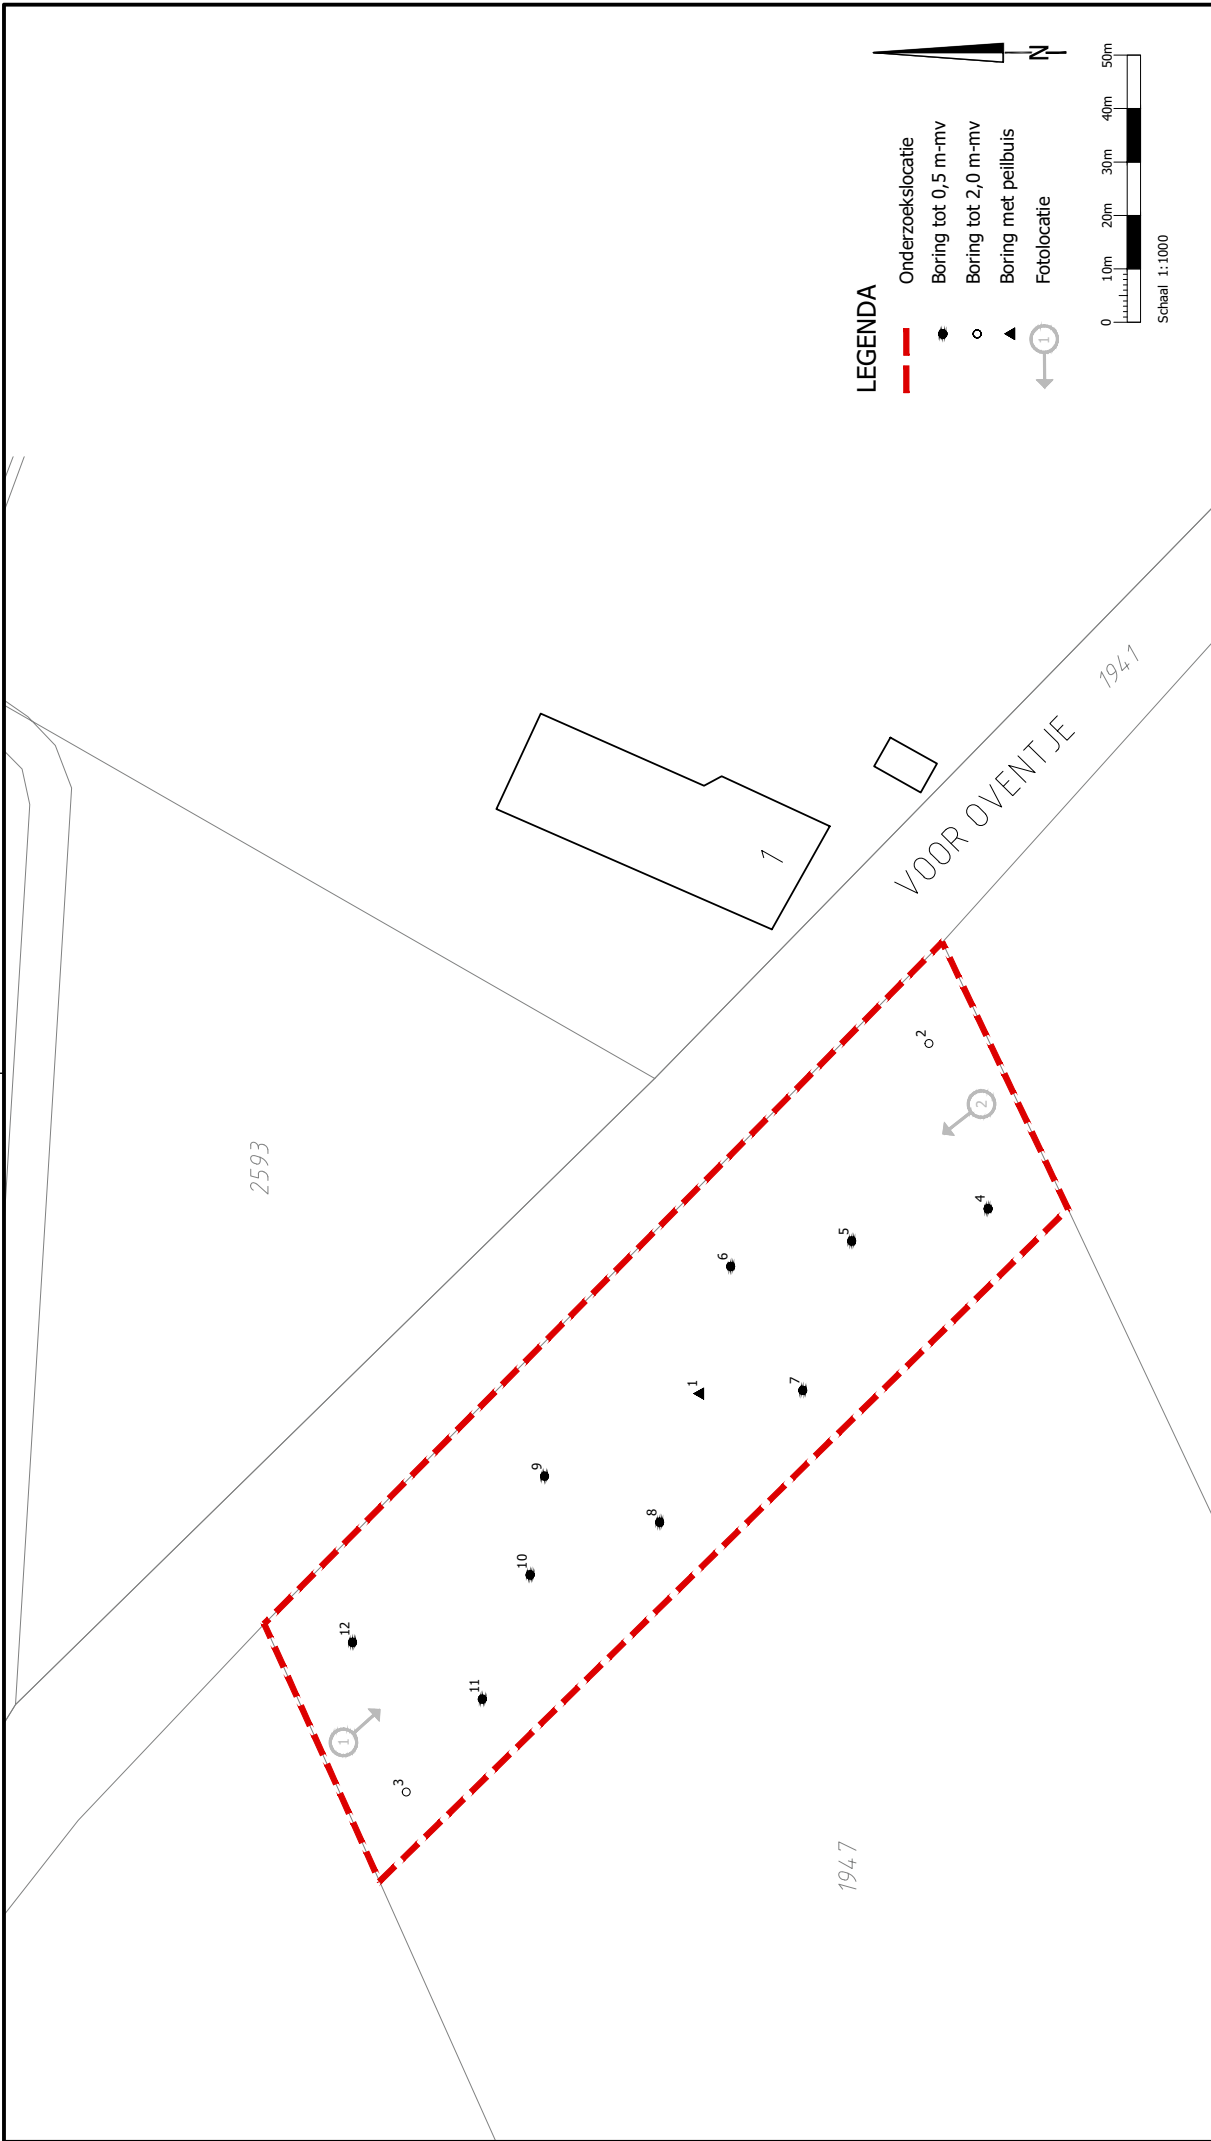 2593
1
VOOR OVENTJE
1941
1947
12
11
3
10
9
8
1
7
6
5
4
2
1
2
LEGENDA
Onderzoekslocatie
Boring tot 0,5 m-mv
Boring tot 2,0 m-mv
Boring met peilbuis
1 Fotolocatie
N
0 10m 20m 30m 40m 50m
Schaal 1:1000